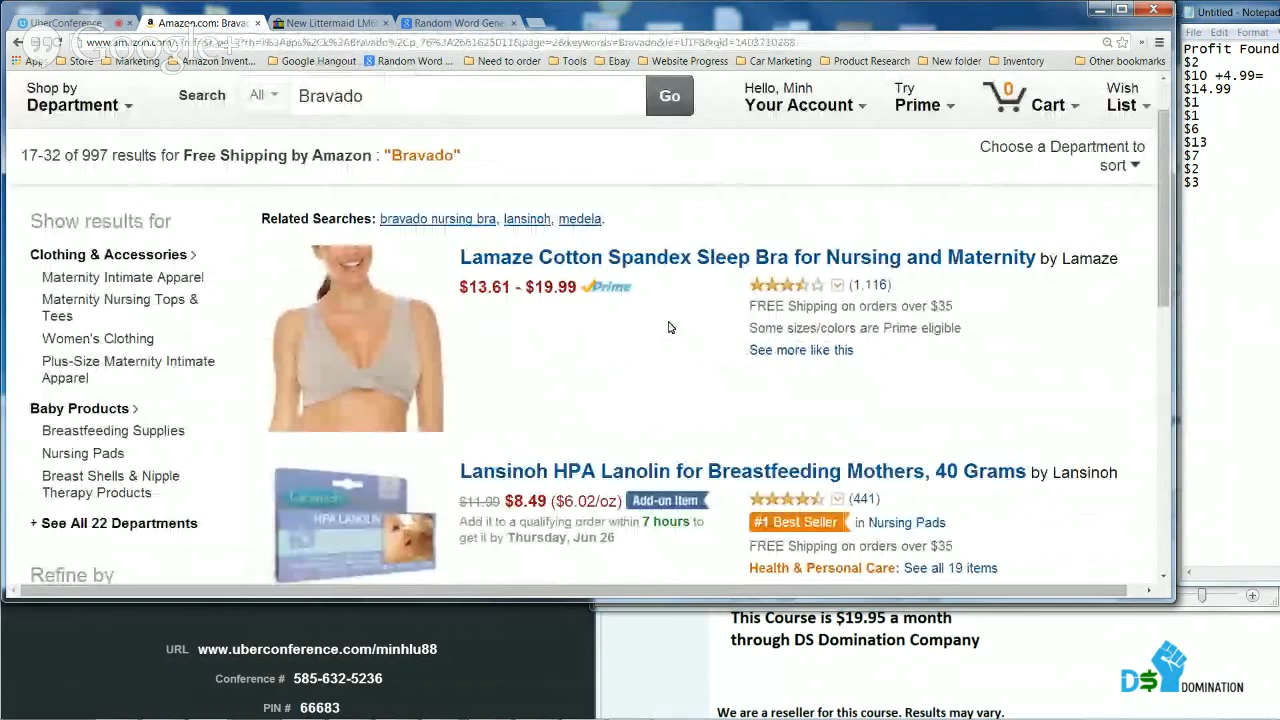 UberConference
Amazon.com: Brava
New Littermaid LM6
Random Word Gene
Untitled - Notepad
Google+
File Edit Format
Apps Store Marketing Amazon Invent... Google Hangout Random Word ... Need to order Tools Ebay Website Progress Car Marketing Product Research New folder Inventory Other bookmarks
Profit Found
$2
$10 +4.99=
$14.99
$1
$1
$6
$13
$7
$2
$3
Shop by
Department
Search All Bravado Go
Hello, Minh
Your Account
Try
Prime
0
Cart
Wish
List
17-32 of 997 results for Free Shipping by Amazon : "Bravado"
Choose a Department to
sort
Show results for
Clothing & Accessories
Maternity Intimate Apparel
Maternity Nursing Tops &
Tees
Women's Clothing
Plus-Size Maternity Intimate
Apparel
Baby Products
Breastfeeding Supplies
Nursing Pads
Breast Shells & Nipple
Therapy Products
+ See All 22 Departments
Refine by
Related Searches: bravado nursing bra, lansinoh, medela.
Lamaze Cotton Spandex Sleep Bra for Nursing and Maternity by Lamaze
$13.61 - $19.99 Prime
(1,116)
FREE Shipping on orders over $35
Some sizes/colors are Prime eligible
See more like this
Lansinoh HPA Lanolin for Breastfeeding Mothers, 40 Grams by Lansinoh
$11.99 $8.49 ($6.02/oz) Add-on Item
Add it to a qualifying order within 7 hours to
get it by Thursday, Jun 26
(441)
#1 Best Seller in Nursing Pads
FREE Shipping on orders over $35
Health & Personal Care: See all 19 items
HPA LANOLIN
URL www.uberconference.com/minhlu88
Conference # 585-632-5236
PIN # 66683
This Course is $19.95 a month
through DS Domination Company
We are a reseller for this course. Results may vary.
D$ DOMINATION